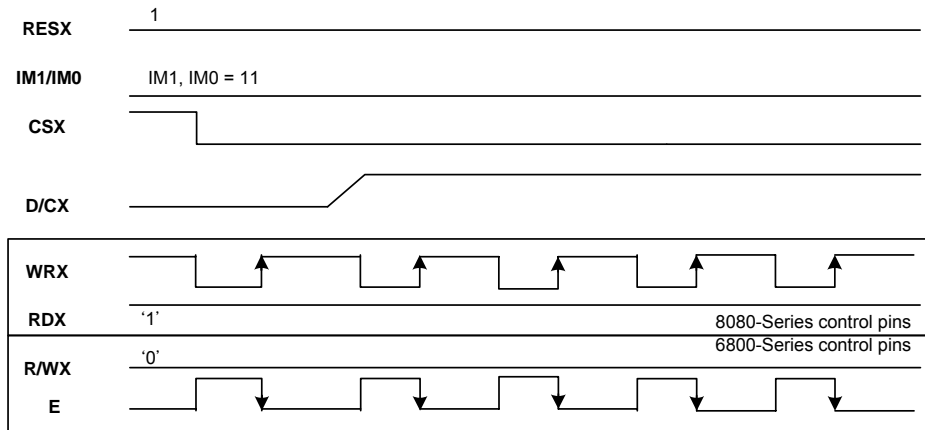 RESX 1
IM1/IM0 IM1, IM0 = 11
CSX
D/CX
WRX
RDX ‘1’ 8080-Series control pins
6800-Series control pins
R/WX ‘0’
E